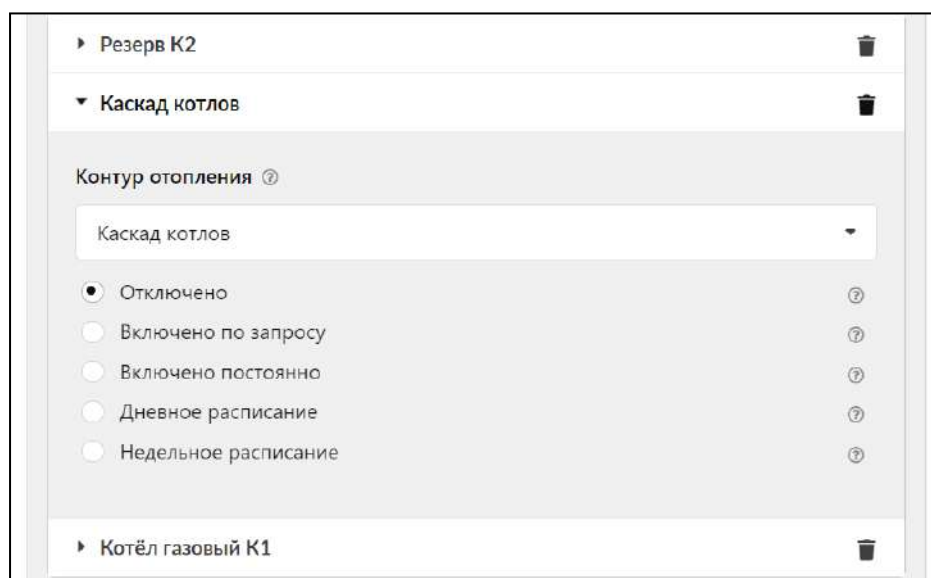 Резерв К2
Каскад котлов
Контур отопления ?
Каскад котлов
Отключено ?
Включено по запросу ?
Включено постоянно ?
Дневное расписание ?
Недельное расписание ?
Котёл газовый К1